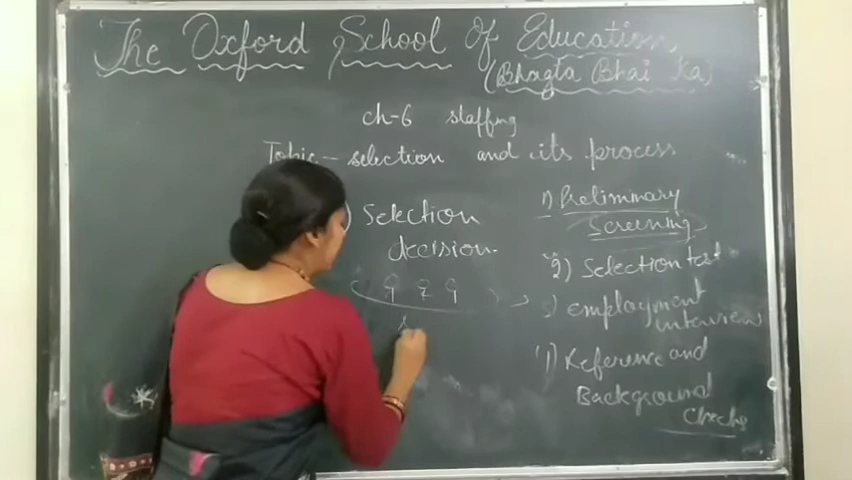 The Oxford School Of Education,
(Bhagta Bhai Ka)
ch-6 staffing
Topic - selection and its process
1) Preliminary
Screening
2) Selection test
3) employment
interview
4) Reference and
Background
checks
) Selection
decision.